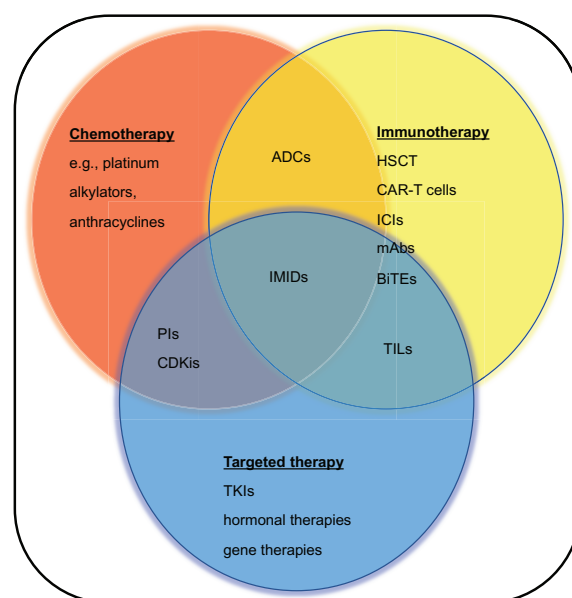 Chemotherapy
e.g., platinum
alkylators,
anthracyclines
ADCs
Immunotherapy
HSCT
CAR-T cells
ICIs
mAbs
BiTEs
IMIDs
PIs
CDKis
TILs
Targeted therapy
TKIs
hormonal therapies
gene therapies